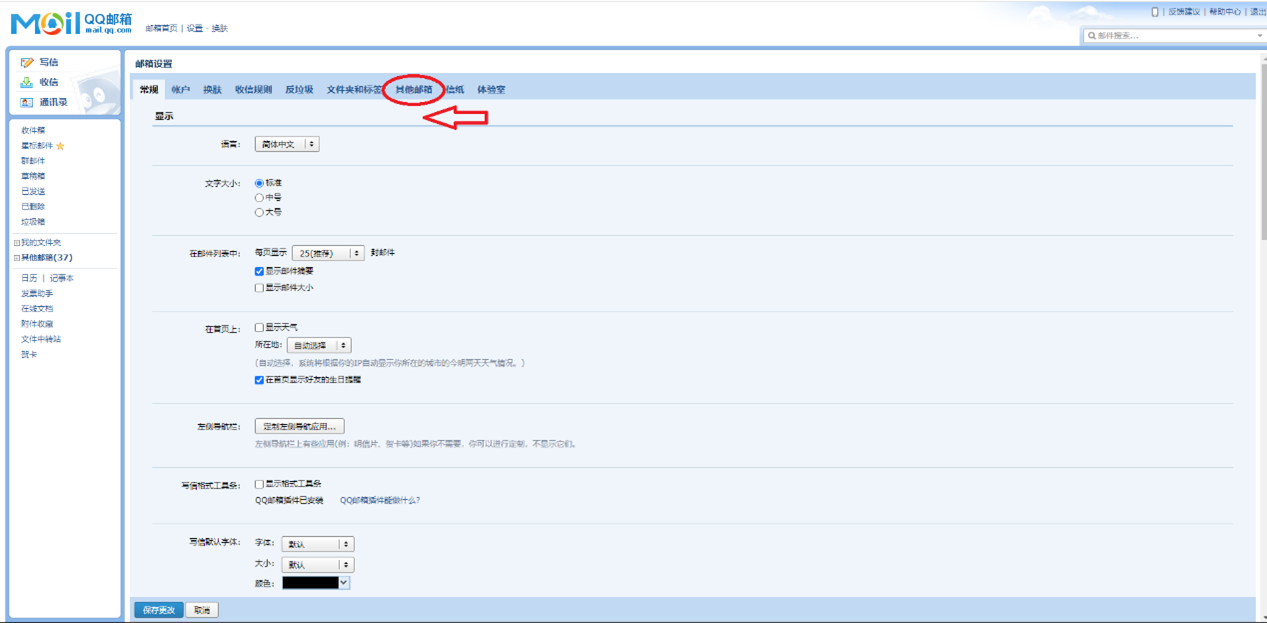 MAil QQ邮箱
mail.qq.com
邮箱首页 | 设置 - 换肤
反馈建议 | 帮助中心 | 退出
邮件搜索...
写信
收信
通讯录
收件箱
星标邮件
群邮件
草稿箱
已发送
已删除
垃圾箱
我的文件夹
其他邮箱(37)
日历 | 记事本
发票助手
在线文档
附件收藏
文件中转站
贺卡
邮箱设置
常规 帐户 换肤 收信规则 反垃圾 文件夹和标签 其他邮箱 信纸 体验室
显示
语言: 简体中文
文字大小: 标准
中号
大号
在邮件列表中: 每页显示 25(推荐) 封邮件
显示邮件摘要
显示邮件大小
在首页上: 显示天气
所在地: 自动选择
(自动选择,系统将根据你的IP自动显示你所在的城市的今明两天天气情况。)
在首页显示好友的生日提醒
左侧导航栏: 定制左侧导航应用...
左侧导航栏上有些应用(例:明信片、贺卡等)如果你不需要,你可以进行定制,不显示它们。
写信格式工具条: 显示格式工具条
QQ邮箱插件已安装 QQ邮箱插件能做什么?
写信默认字体: 字体: 默认
大小: 默认
颜色:
保存更改 取消